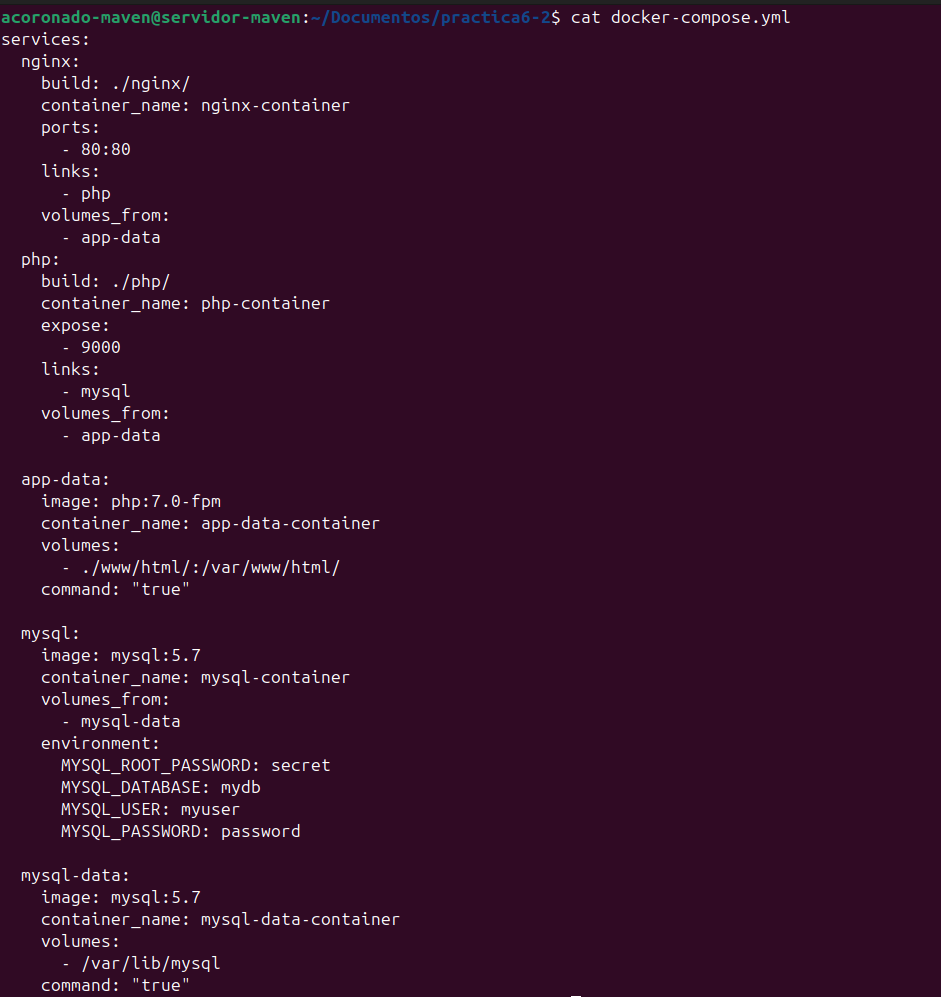 acoronado-maven@servidor-maven:~/Documentos/practica6-2$ cat docker-compose.yml
services:
  nginx:
    build: ./nginx/
    container_name: nginx-container
    ports:
      - 80:80
    links:
      - php
    volumes_from:
      - app-data
  php:
    build: ./php/
    container_name: php-container
    expose:
      - 9000
    links:
      - mysql
    volumes_from:
      - app-data

  app-data:
    image: php:7.0-fpm
    container_name: app-data-container
    volumes:
      - ./www/html/:/var/www/html/
    command: "true"

  mysql:
    image: mysql:5.7
    container_name: mysql-container
    volumes_from:
      - mysql-data
    environment:
      MYSQL_ROOT_PASSWORD: secret
      MYSQL_DATABASE: mydb
      MYSQL_USER: myuser
      MYSQL_PASSWORD: password

  mysql-data:
    image: mysql:5.7
    container_name: mysql-data-container
    volumes:
      - /var/lib/mysql
    command: "true"